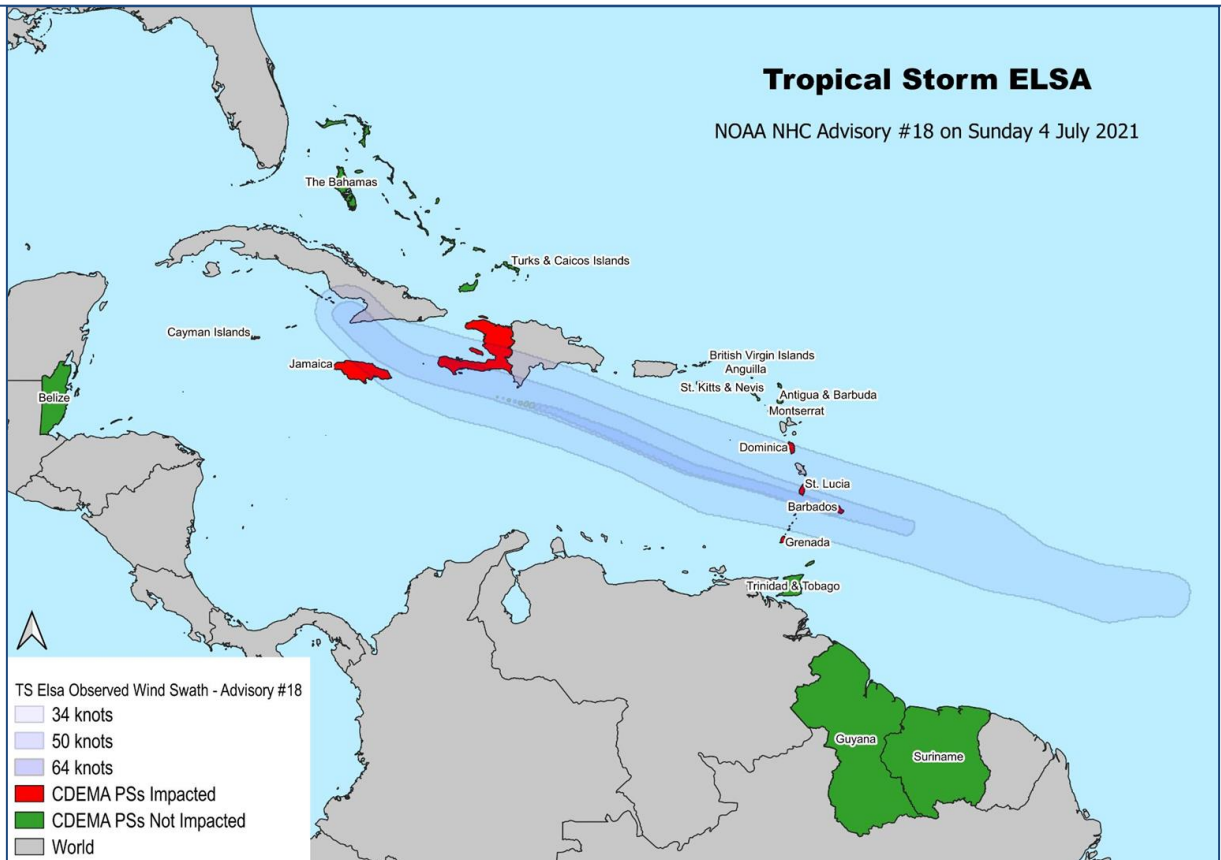 Tropical Storm ELSA
NOAA NHC Advisory #18 on Sunday 4 July 2021
The Bahamas
Turks & Caicos Islands
Cayman Islands
Jamaica
British Virgin Islands
Anguilla
St. Kitts & Nevis
Antigua & Barbuda
Montserrat
Belize
Dominica
St. Lucia
Barbados
Grenada
Trinidad & Tobago
Guyana
Suriname
TS Elsa Observed Wind Swath - Advisory #18
34 knots
50 knots
64 knots
CDEMA PSs Impacted
CDEMA PSs Not Impacted
World